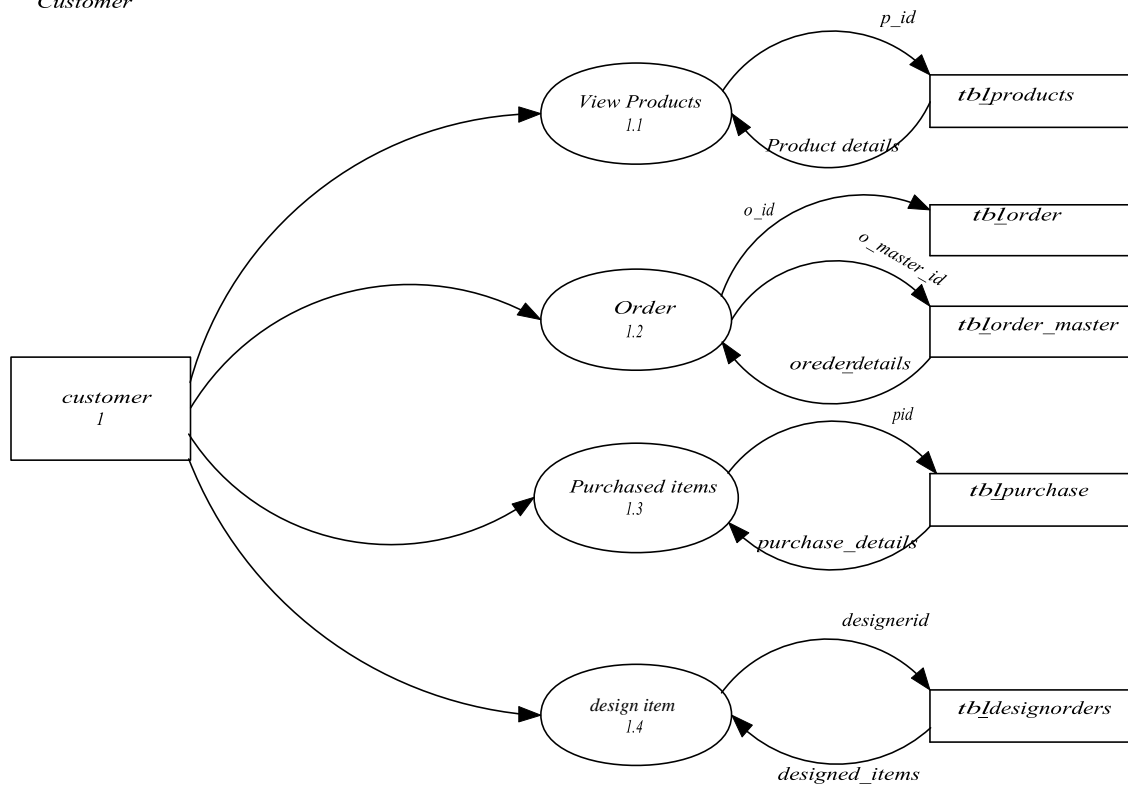 Customer
p_id
View Products
1.1
tbl_products
Product details
o_id
tbl_order
o_master_id
Order
1.2
tbl_order_master
oreder_details
customer
1
pid
Purchased items
1.3
tbl_purchase
purchase_details
designerid
design item
1.4
tbl_designorders
designed_items